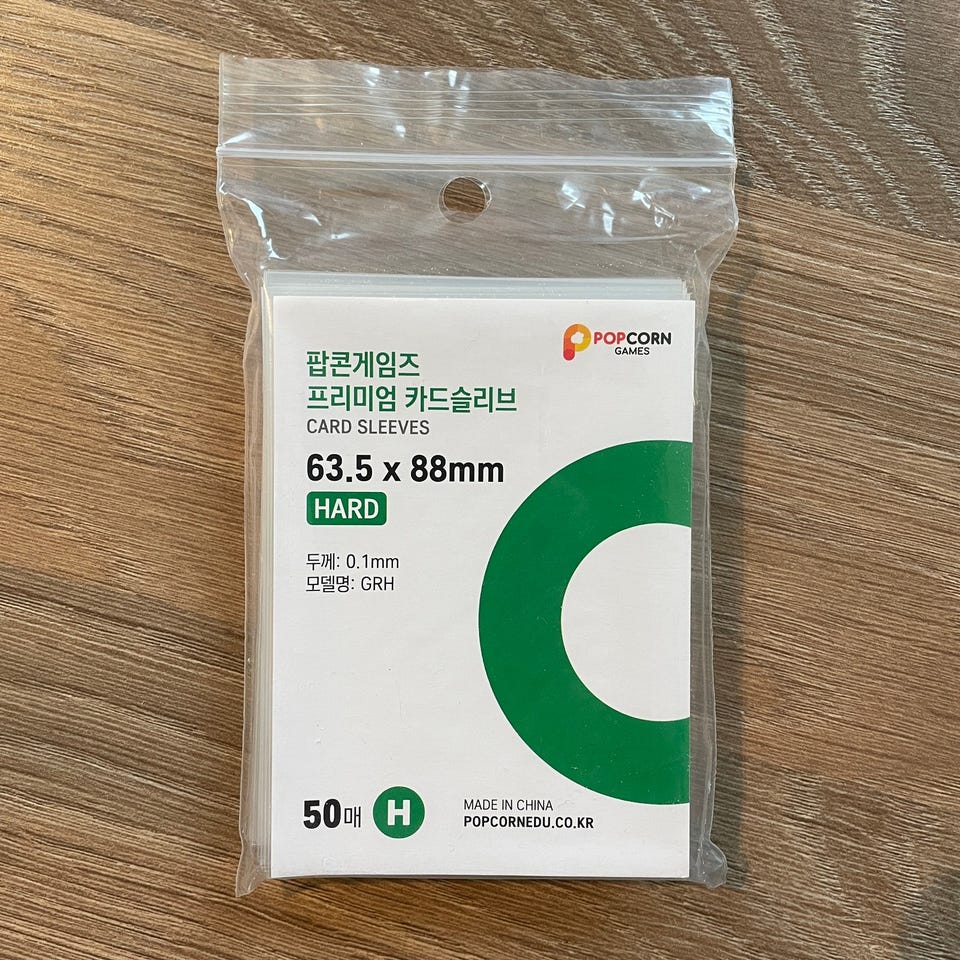 POPCORN
GAMES
팝콘게임즈
프리미엄 카드슬리브
CARD SLEEVES
63.5 x 88mm
HARD
두께: 0.1mm
모델명: GRH
50매 H
MADE IN CHINA
POPCORNEDU.CO.KR